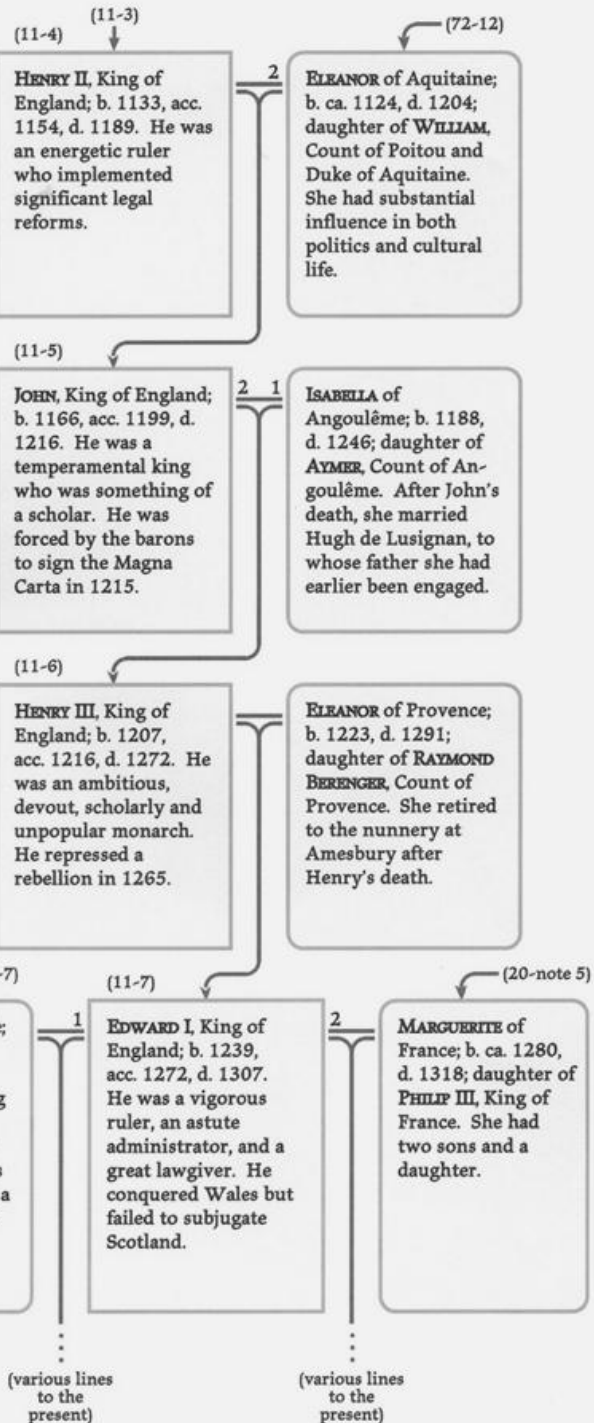 (11-3)
(11-4)
(72-12)
HENRY II, King of
England; b. 1133, acc.
1154, d. 1189. He was
an energetic ruler
who implemented
significant legal
reforms.
2
ELEANOR of Aquitaine;
b. ca. 1124, d. 1204;
daughter of WILLIAM,
Count of Poitou and
Duke of Aquitaine.
She had substantial
influence in both
politics and cultural
life.
(11-5)
JOHN, King of England;
b. 1166, acc. 1199, d.
1216. He was a
temperamental king
who was something of
a scholar. He was
forced by the barons
to sign the Magna
Carta in 1215.
2 1
ISABELLA of
Angoulême; b. 1188,
d. 1246; daughter of
AYMER, Count of An-
goulême. After John's
death, she married
Hugh de Lusignan, to
whose father she had
earlier been engaged.
(11-6)
HENRY III, King of
England; b. 1207,
acc. 1216, d. 1272. He
was an ambitious,
devout, scholarly and
unpopular monarch.
He repressed a
rebellion in 1265.
ELEANOR of Provence;
b. 1223, d. 1291;
daughter of RAYMOND
BERENGER, Count of
Provence. She retired
to the nunnery at
Amesbury after
Henry's death.
-7)
(11-7)
(20-note 5)
;
g
s
a
1
EDWARD I, King of
England; b. 1239,
acc. 1272, d. 1307.
He was a vigorous
ruler, an astute
administrator, and a
great lawgiver. He
conquered Wales but
failed to subjugate
Scotland.
2
MARGUERITE of
France; b. ca. 1280,
d. 1318; daughter of
PHILIP III, King of
France. She had
two sons and a
daughter.
(various lines
to the
present)
(various lines
to the
present)